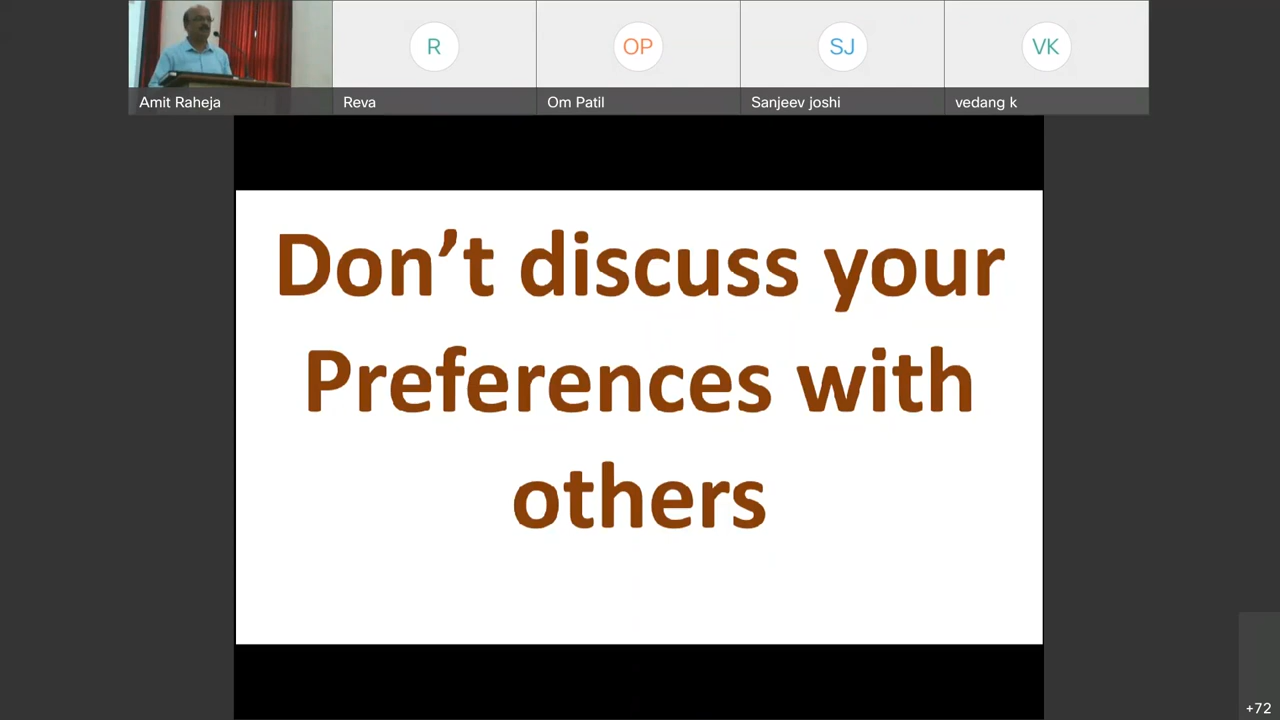 R
OP
SJ
VK
Amit Raheja
Reva
Om Patil
Sanjeev joshi
vedang k
Don’t discuss your
Preferences with
others
+72